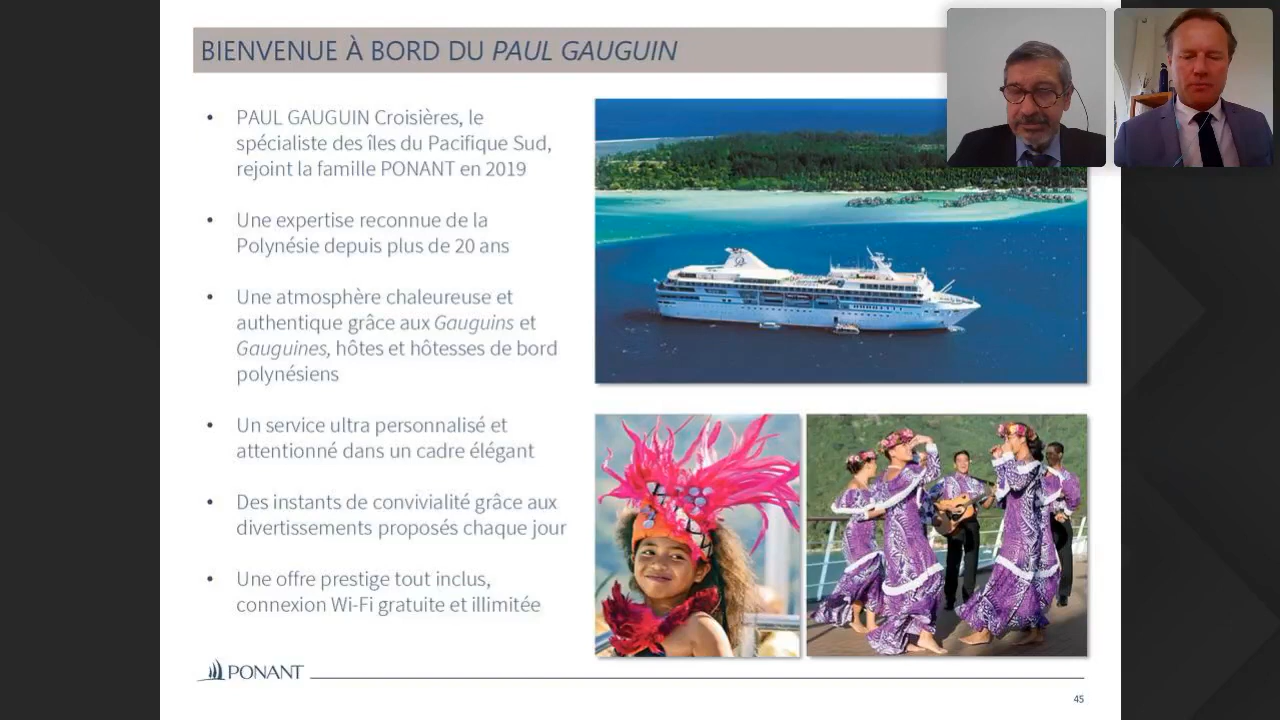 BIENVENUE À BORD DU PAUL GAUGUIN
• PAUL GAUGUIN Croisières, le
spécialiste des îles du Pacifique Sud,
rejoint la famille PONANT en 2019
• Une expertise reconnue de la
Polynésie depuis plus de 20 ans
• Une atmosphère chaleureuse et
authentique grâce aux Gauguins et
Gauguines, hôtes et hôtesses de bord
polynésiens
• Un service ultra personnalisé et
attentionné dans un cadre élégant
• Des instants de convivialité grâce aux
divertissements proposés chaque jour
• Une offre prestige tout inclus,
connexion Wi-Fi gratuite et illimitée
PONANT
45